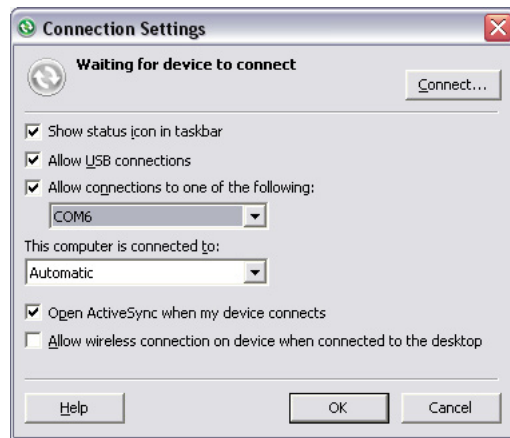 Connection Settings
Waiting for device to connect
Connect...
Show status icon in taskbar
Allow USB connections
Allow connections to one of the following:
COM6
This computer is connected to:
Automatic
Open ActiveSync when my device connects
Allow wireless connection on device when connected to the desktop
Help
OK
Cancel